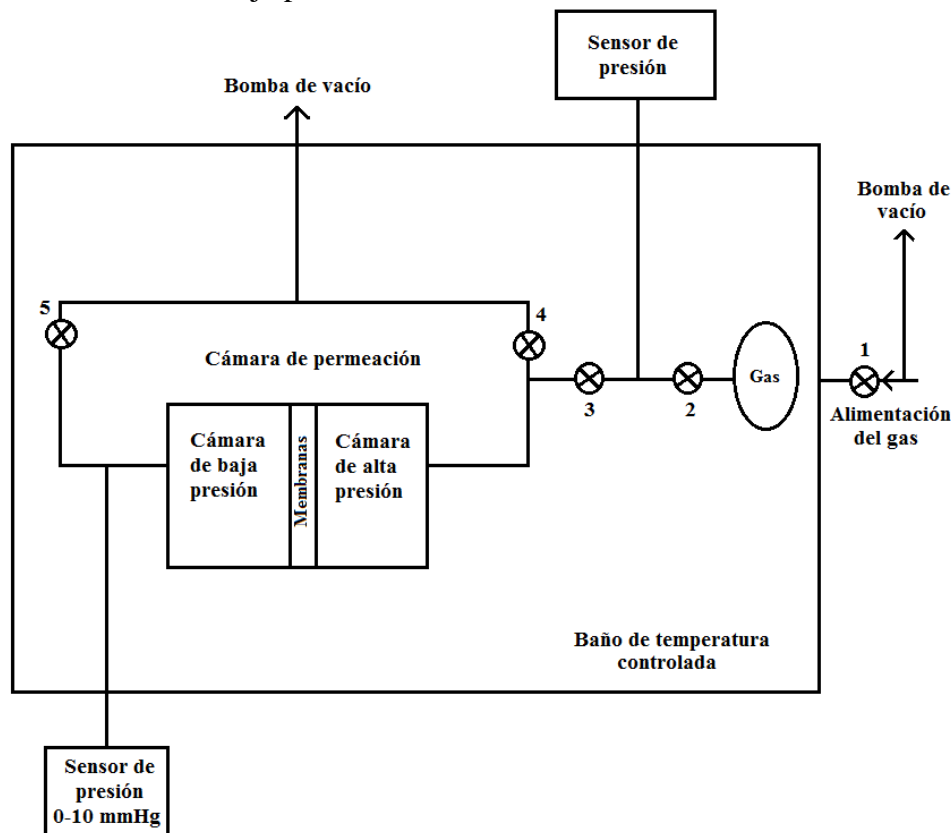 Sensor de
presión
Bomba de vacío
Bomba de
vacío
5
4
Cámara de permeación
1
Gas
3
2
Alimentación
del gas
Cámara
de baja
presión
Membranas
Cámara
de alta
presión
Baño de temperatura
controlada
Sensor de
presión
0-10 mmHg